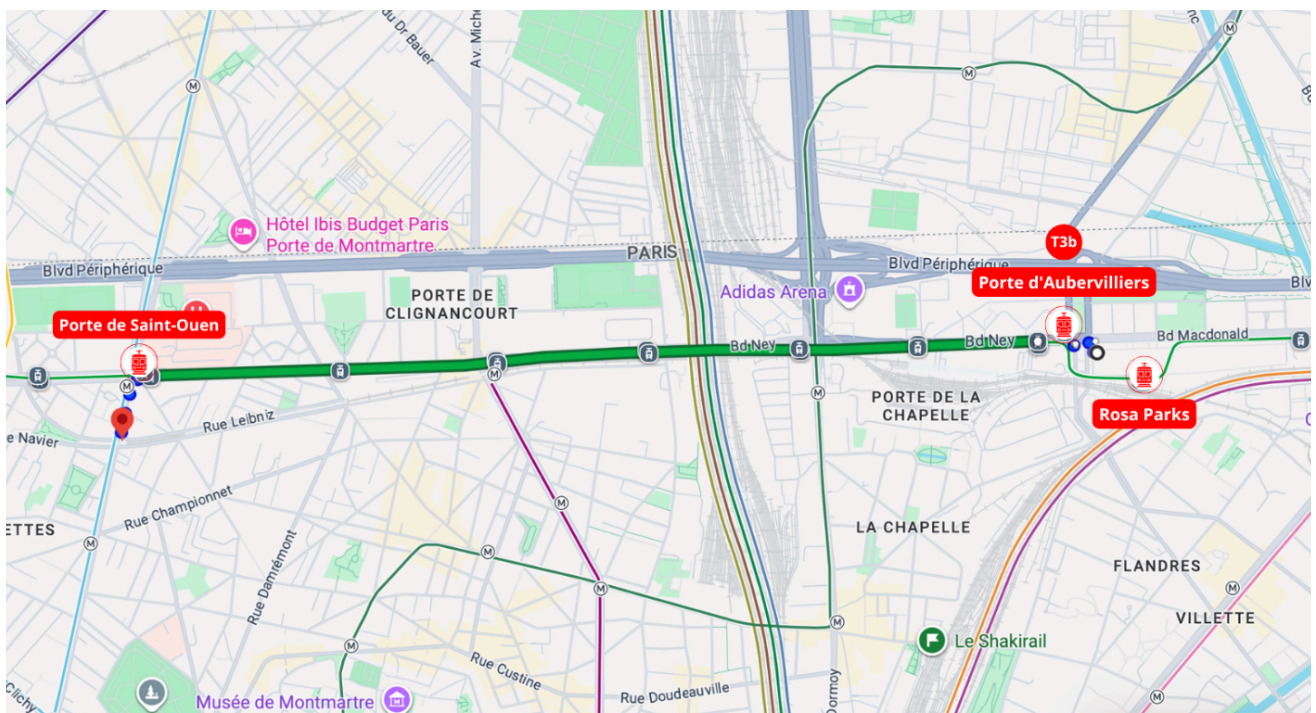 du Dr Bauer
Av. Miche
Hôtel Ibis Budget Paris
Porte de Montmartre
T3b
PARIS
Blvd Périphérique
Blvd Périphérique
Blv
Porte d'Aubervilliers
Adidas Arena
PORTE DE
CLIGNANCOURT
Porte de Saint-Ouen
Bd Ney
Bd Ney
Bd Macdonald
PORTE DE LA
CHAPELLE
Rosa Parks
Rue Leibniz
e Navier
Rue Championnet
ETTES
LA CHAPELLE
FLANDRES
Rue Damrémont
VILLETTE
Le Shakirail
Rue Custine
Rue Doudeauville
Musée de Montmartre
Clichy
Dormoy
M
M
M
M
M
M
M
M
M
M
M
M
M